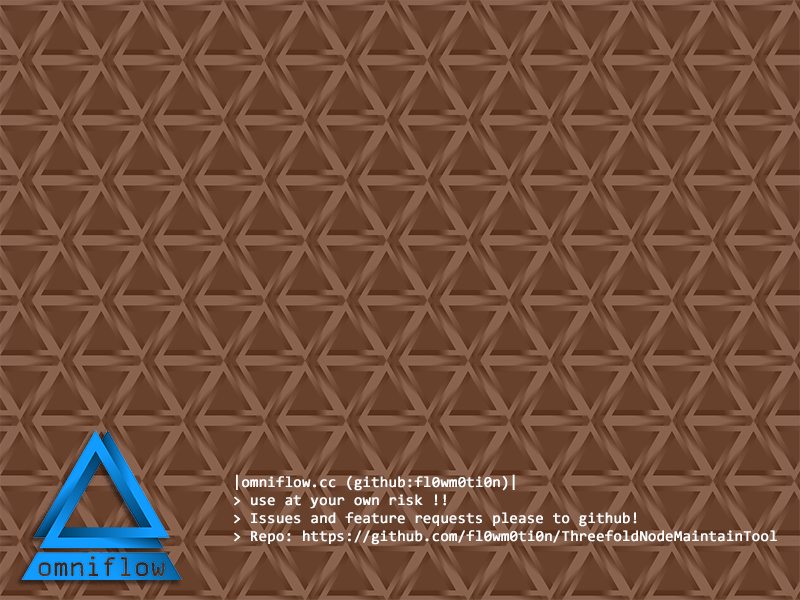 |omniflow.cc (github:fl0wm0ti0n)|
> use at your own risk !!
> Issues and feature requests please to github!
> Repo: https://github.com/fl0wm0ti0n/ThreefoldNodeMaintainTool
omniflow